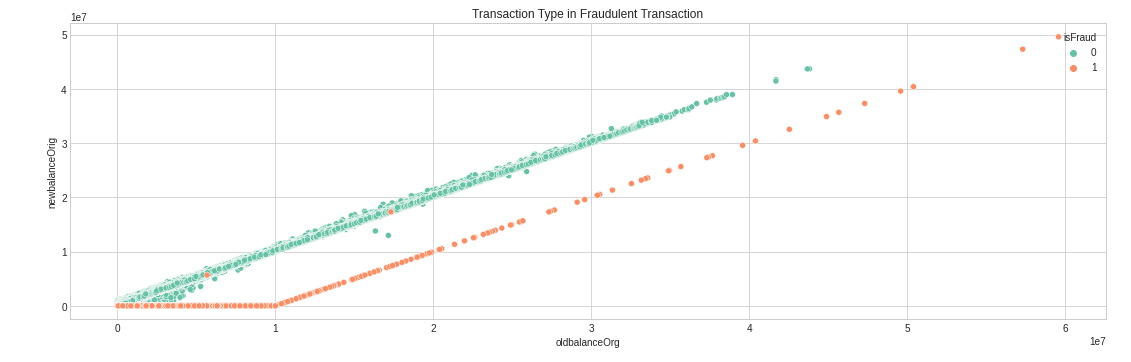 Transaction Type in Fraudulent Transaction
1e7
5
4
3
2
1
0
newbalanceOrig
isFraud
0
1
0 1 2 3 4 5 6
1e7
oldbalanceOrg